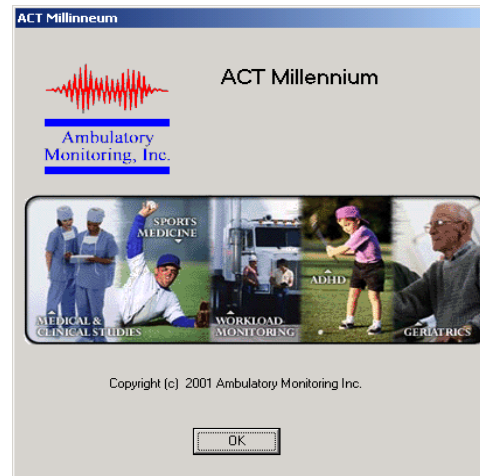 ACT Millinneum
ACT Millennium
Ambulatory
Monitoring, Inc.
SPORTS
MEDICINE
MEDICAL &
CLINICAL STUDIES
WORKLOAD
MONITORING
ADHD
GERIATRICS
Copyright (c) 2001 Ambulatory Monitoring Inc.
OK